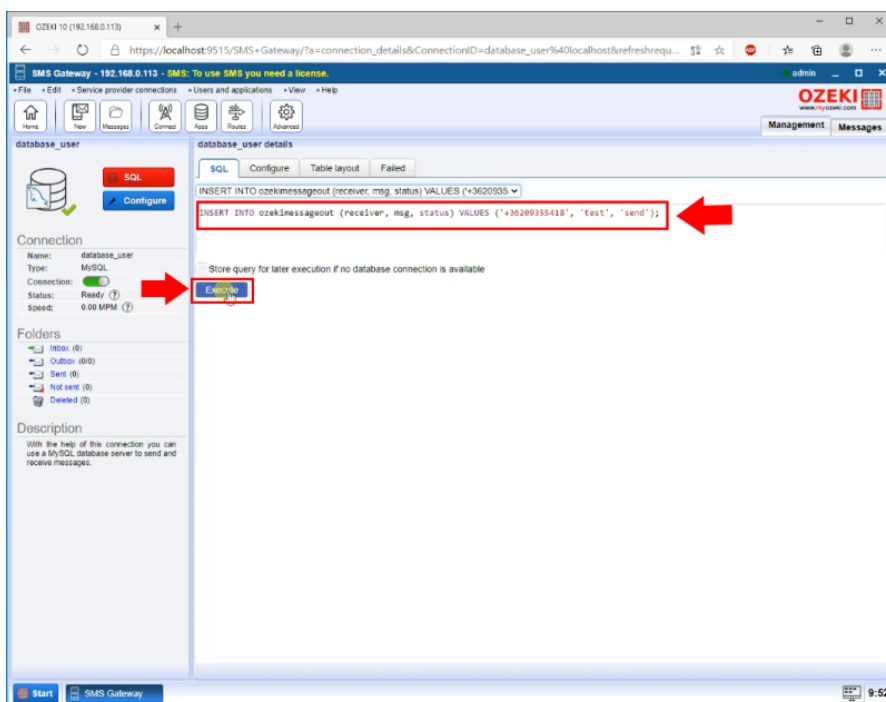 OZEKI 10 (192.168.0.113)
https://localhost:9515/SMS+Gateway/?a=connection_details&ConnectionID=database_user%40localhost&refreshrequ...
ABP
SMS Gateway - 192.168.0.113 - SMS: To use SMS you need a license.
admin
File Edit Service provider connections Users and applications View Help
OZEKI
www.myozeki.com
Home New Messages Connect Apps Routes Advanced
Management Messages
database_user
database_user details
SQL Configure Table layout Failed
SQL
Configure
INSERT INTO ozekimessageout (receiver, msg, status) VALUES ('+3620935
INSERT INTO ozekimessageout (receiver, msg, status) VALUES ('+36209355418', 'test', 'send');
Connection
Name: database_user
Type: MySQL
Connection:
Status: Ready (?)
Speed: 0.00 MPM (?)
Store query for later execution if no database connection is available
Execute
Folders
Inbox (0)
Outbox (0/0)
Sent (0)
Not sent (0)
Deleted (0)
Description
With the help of this connection you can
use a MySQL database server to send and
receive messages.
Start SMS Gateway
9:52